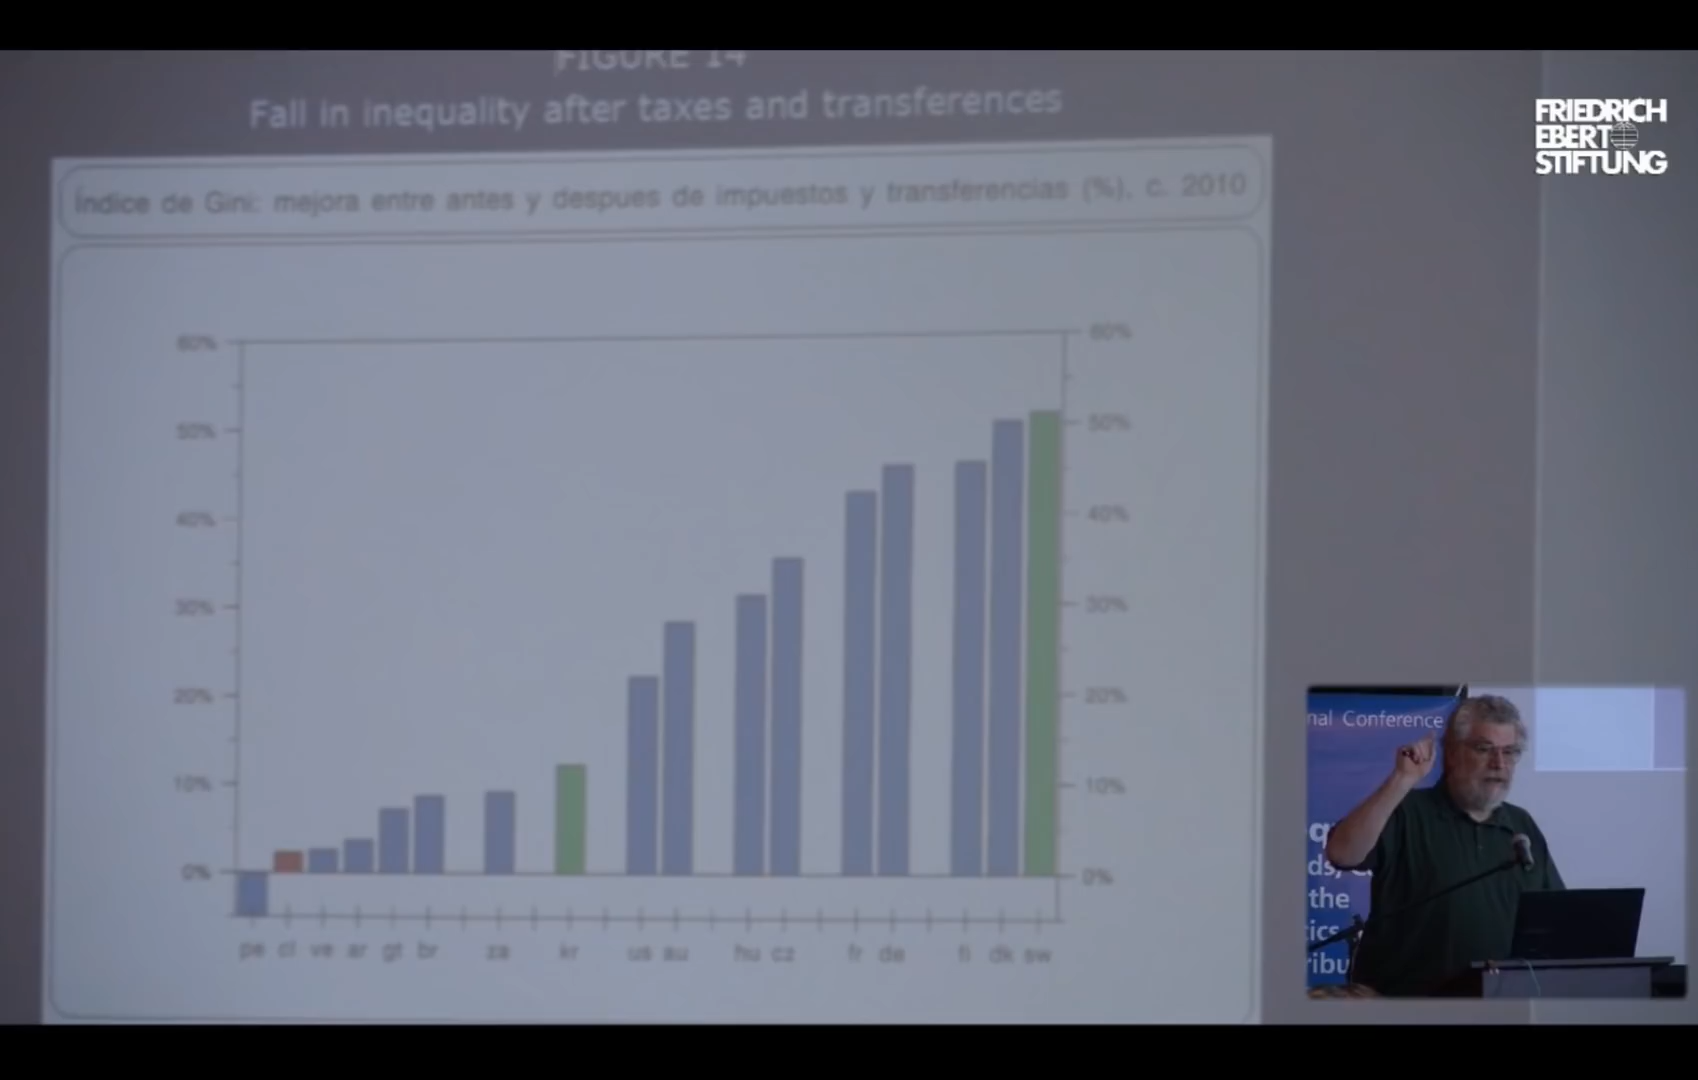 FIGURE 14
Fall in inequality after taxes and transferences
FRIEDRICH
EBERT
STIFTUNG
Índice de Gini: mejora entre antes y despues de impuestos y transferencias (%), c. 2010
60% 60%
50% 50%
40% 40%
30% 30%
20% 20%
10% 10%
0% 0%
pe cl ve ar gt br za kr us au hu cz fr de fi dk sw
nal Conference
the